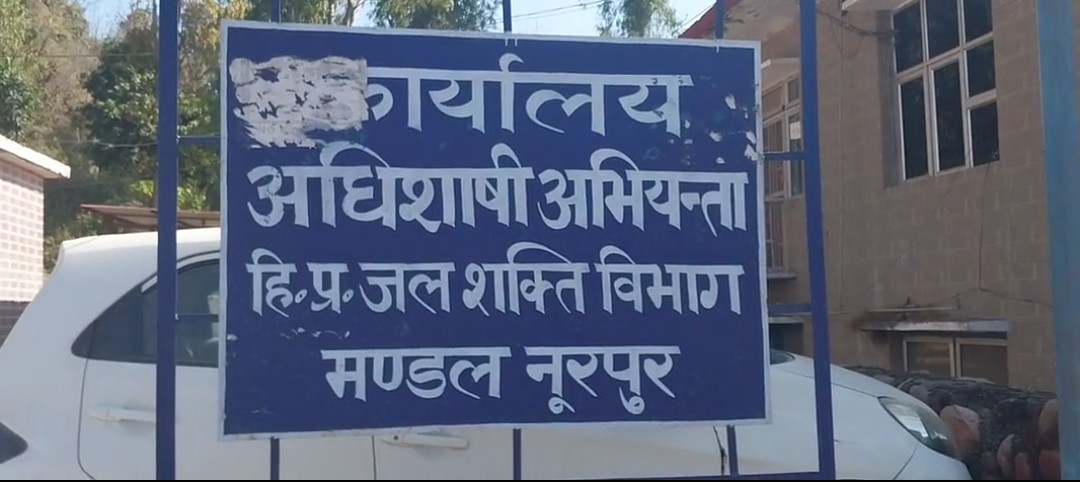 कार्यालय
अधिशाषी अभियन्ता
हि.प्र. जल शक्ति विभाग
मण्डल नूरपुर